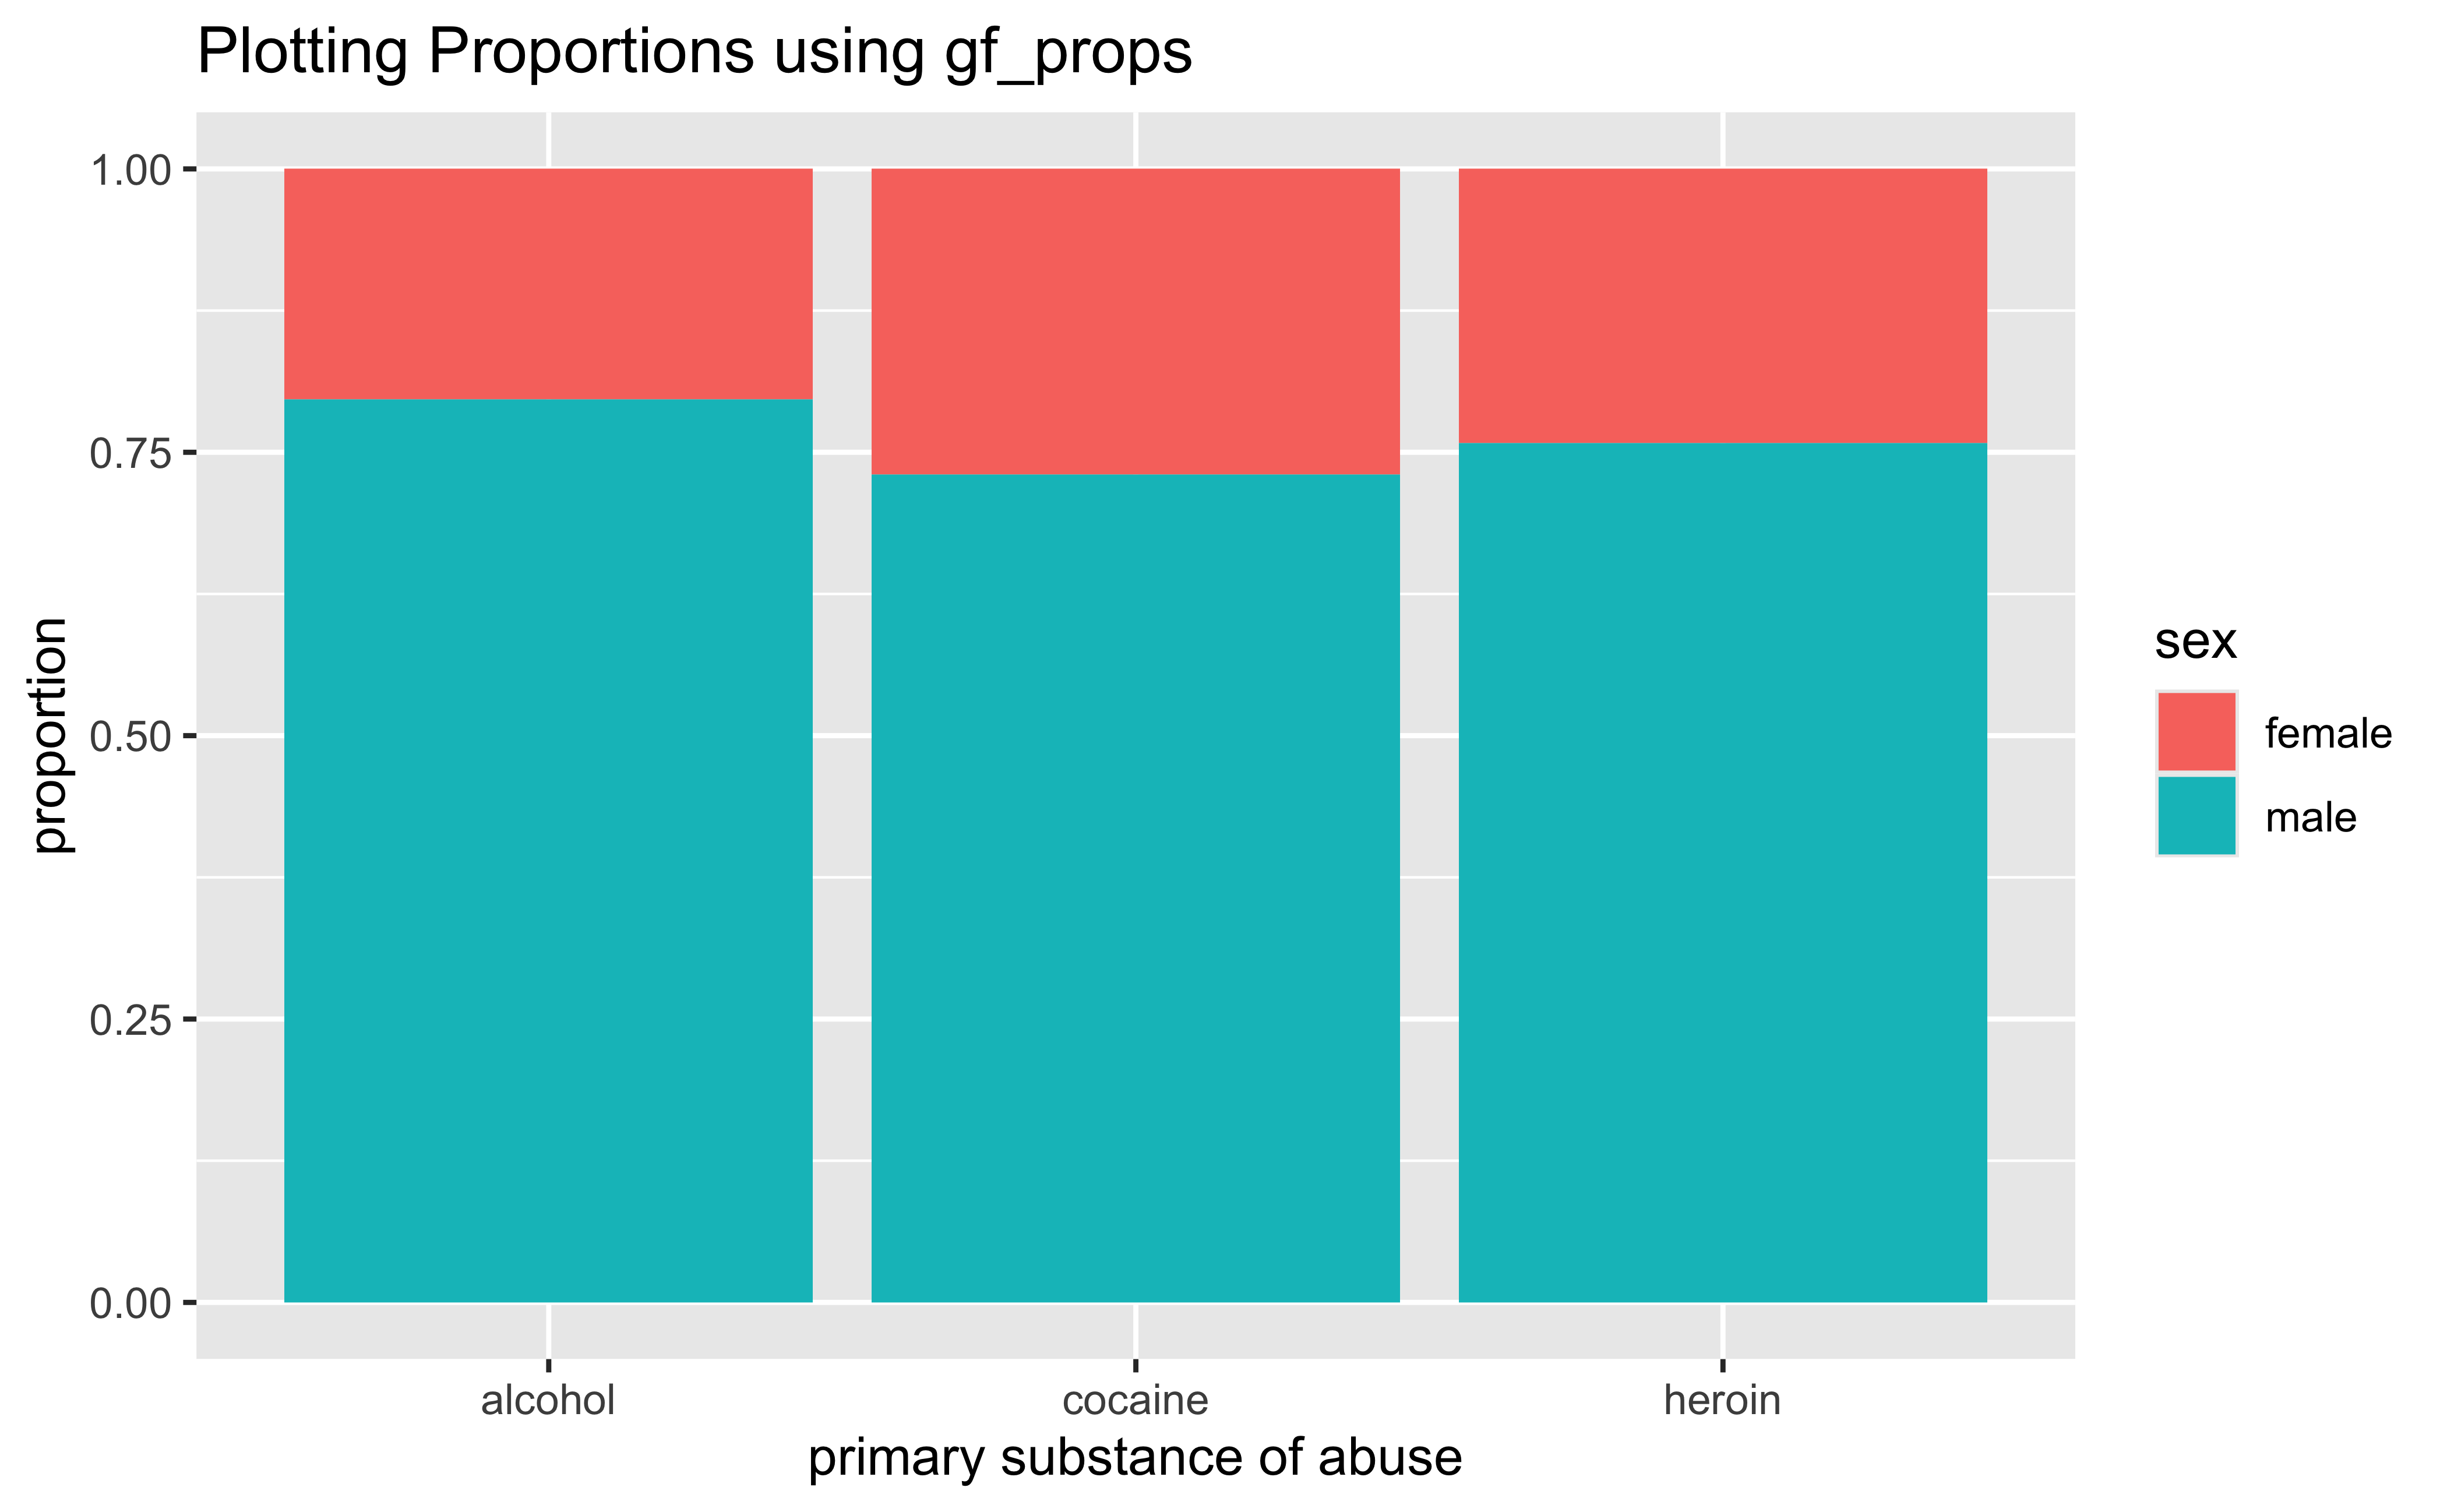 Plotting Proportions using gf_props
1.00
0.75
0.50
0.25
0.00
proportion
alcohol
cocaine
heroin
primary substance of abuse
sex
female
male